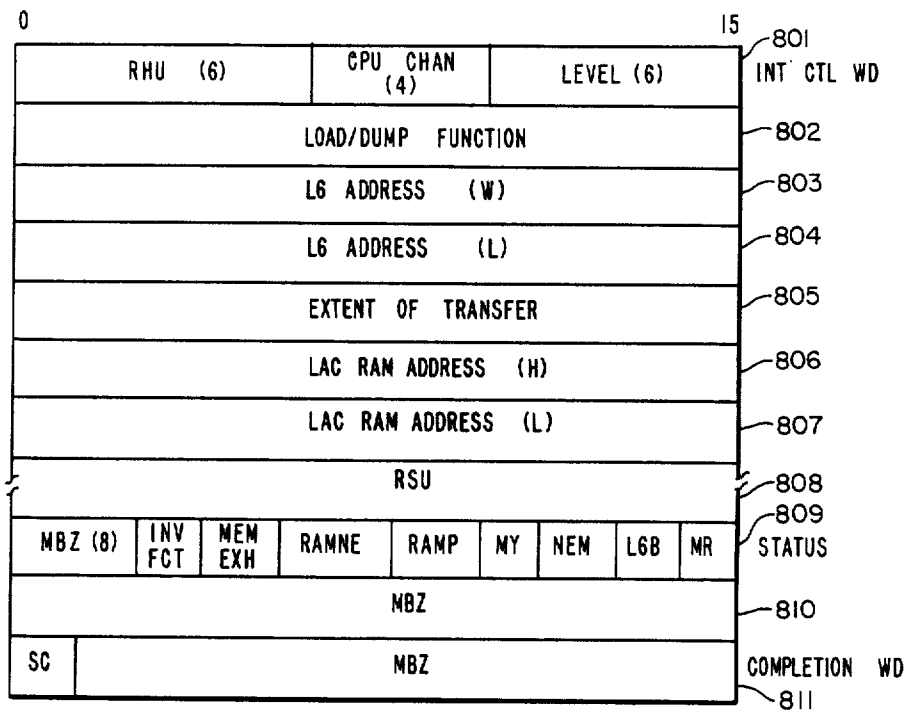 0 15
801
RHU (6) CPU CHAN (4) LEVEL (6) INT CTL WD
LOAD/DUMP FUNCTION 802
L6 ADDRESS (W) 803
L6 ADDRESS (L) 804
EXTENT OF TRANSFER 805
LAC RAM ADDRESS (H) 806
LAC RAM ADDRESS (L) 807
RSU 808
809
MBZ (8) INV FCT MEM EXH RAMNE RAMP MY NEM L6B MR STATUS
MBZ 810
SC MBZ COMPLETION WD
811